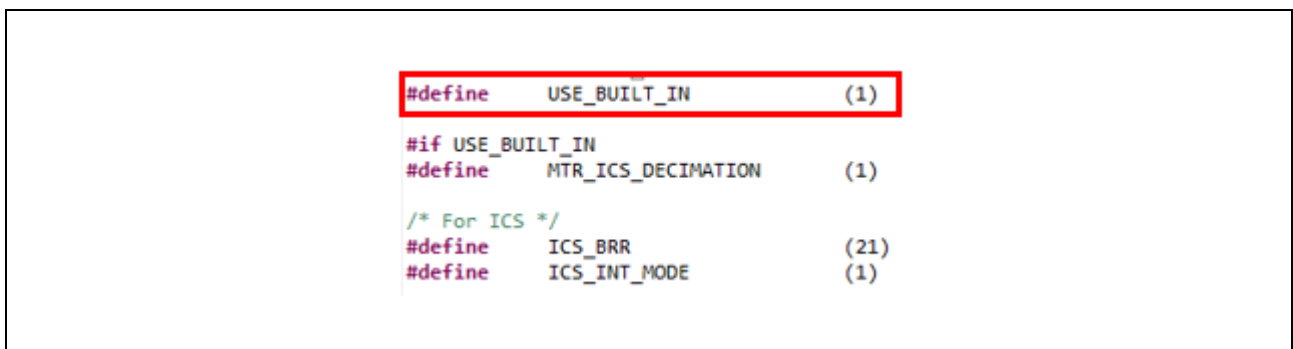 #define USE_BUILT_IN (1)
#if USE_BUILT_IN
#define MTR_ICS_DECIMATION (1)
/* For ICS */
#define ICS_BRR (21)
#define ICS_INT_MODE (1)